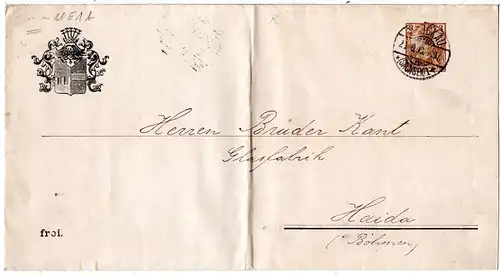 Herren Brüder Kant
Glasfabrik
Haida
(Böhmen)
frei.